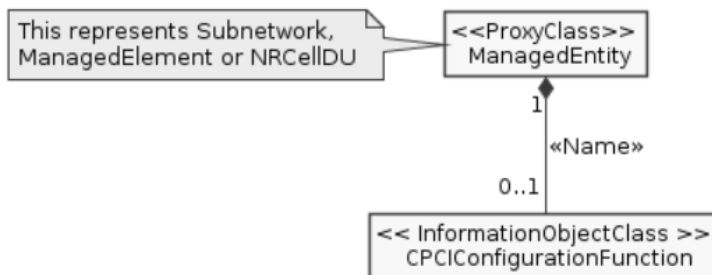 This represents Subnetwork,
ManagedElement or NRCellDU
<<ProxyClass>>
ManagedEntity
1
«Name»
0..1
<< InformationObjectClass >>
CPCIConfigurationFunction